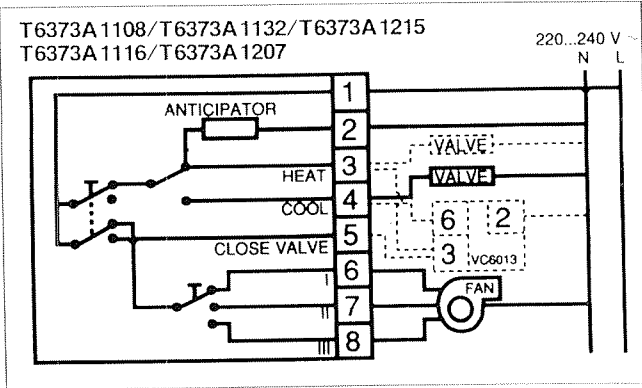 T6373A1108/T6373A1132/T6373A1215
T6373A1116/T6373A1207
220...240 V
N L
1
ANTICIPATOR
2
VALVE
3
HEAT
VALVE
4
COOL
6 2
5
CLOSE VALVE
3 VC6013
6
I
FAN
7
II
8
III